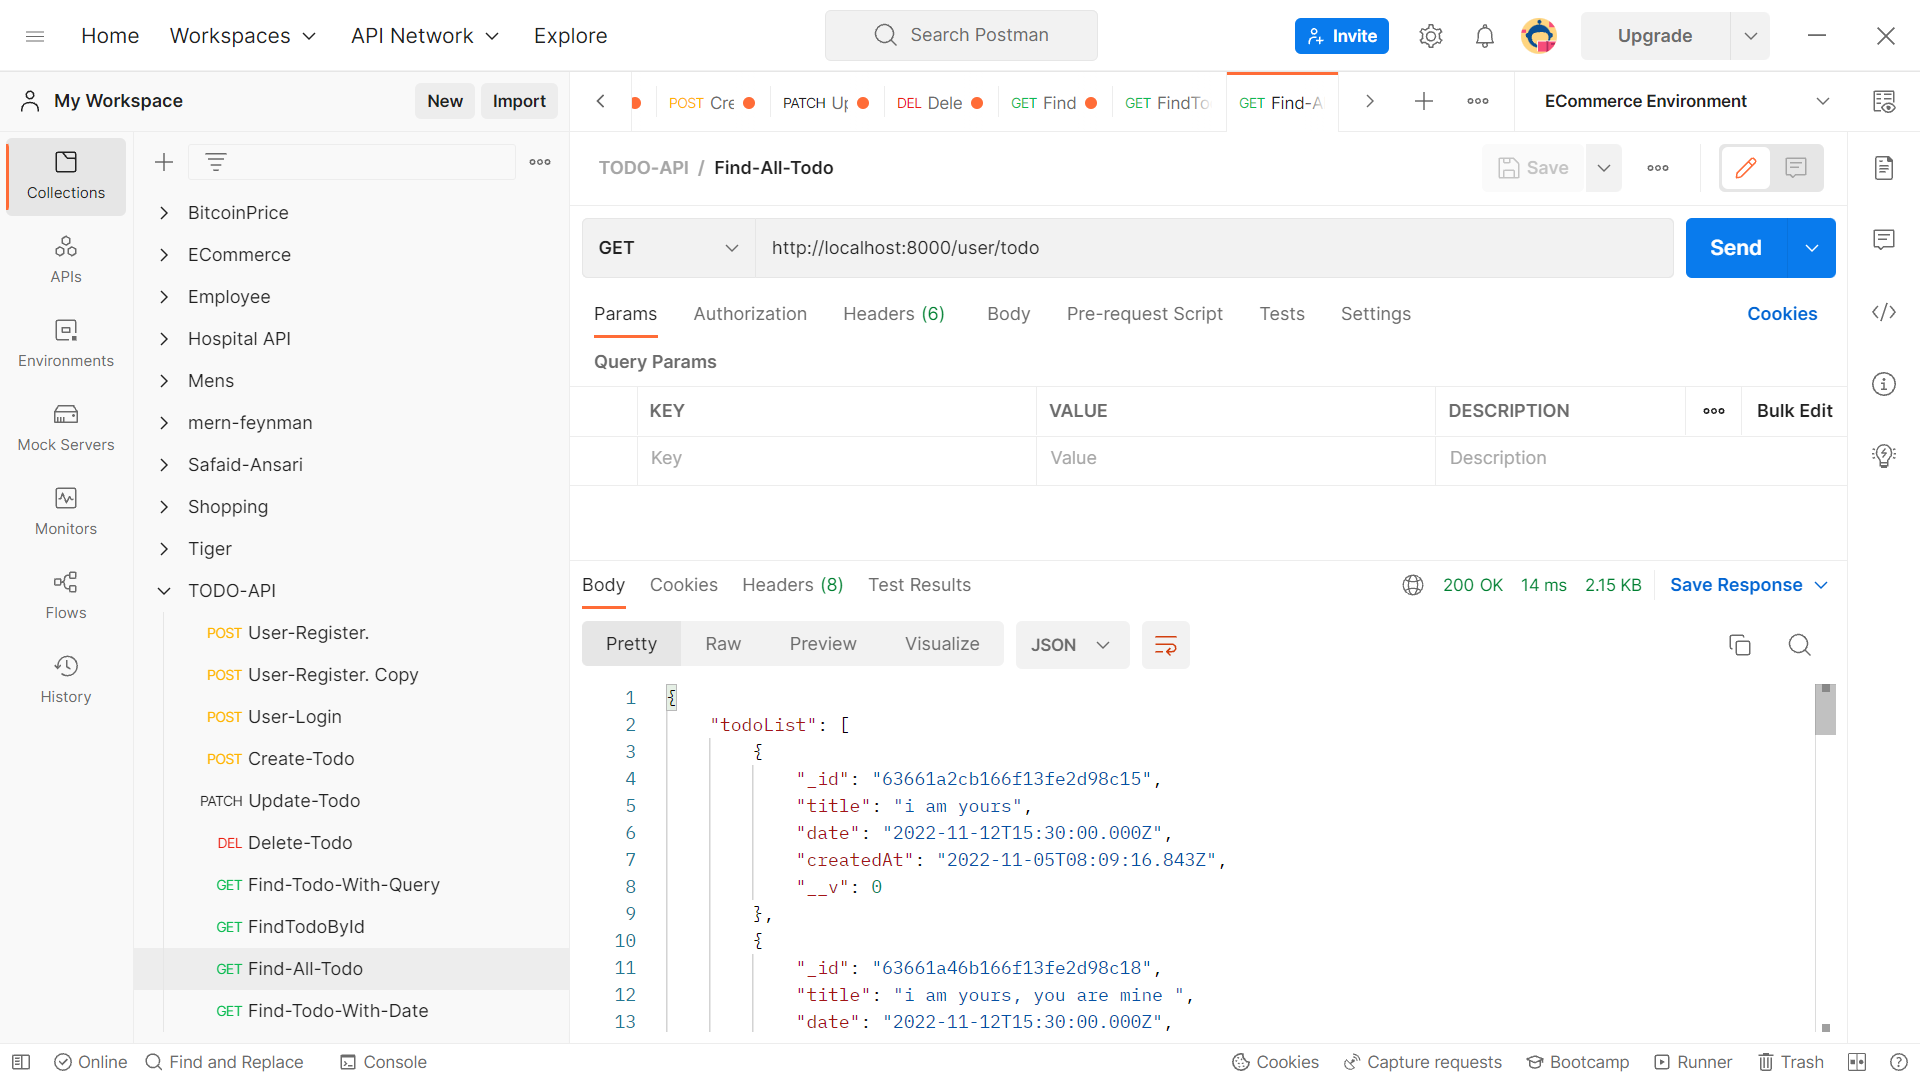 Home Workspaces API Network Explore Search Postman Invite Upgrade
My Workspace New Import
POST Cre PATCH Up DEL Dele GET Find GET FindTo GET Find-A ECommerce Environment
Collections
APIs
Environments
Mock Servers
Monitors
Flows
History
BitcoinPrice
ECommerce
Employee
Hospital API
Mens
mern-feynman
Safaid-Ansari
Shopping
Tiger
TODO-API
POST User-Register.
POST User-Register. Copy
POST User-Login
POST Create-Todo
PATCH Update-Todo
DEL Delete-Todo
GET Find-Todo-With-Query
GET FindTodoById
GET Find-All-Todo
GET Find-Todo-With-Date
TODO-API / Find-All-Todo Save
GET http://localhost:8000/user/todo Send
Params Authorization Headers (6) Body Pre-request Script Tests Settings Cookies
Query Params
KEY VALUE DESCRIPTION Bulk Edit
Key Value Description
Body Cookies Headers (8) Test Results 200 OK 14 ms 2.15 KB Save Response
Pretty Raw Preview Visualize JSON
1 {
2 "todoList": [
3 {
4 "_id": "63661a2cb166f13fe2d98c15",
5 "title": "i am yours",
6 "date": "2022-11-12T15:30:00.000Z",
7 "createdAt": "2022-11-05T08:09:16.843Z",
8 "__v": 0
9 },
10 {
11 "_id": "63661a46b166f13fe2d98c18",
12 "title": "i am yours, you are mine ",
13 "date": "2022-11-12T15:30:00.000Z",
Online Find and Replace Console Cookies Capture requests Bootcamp Runner Trash